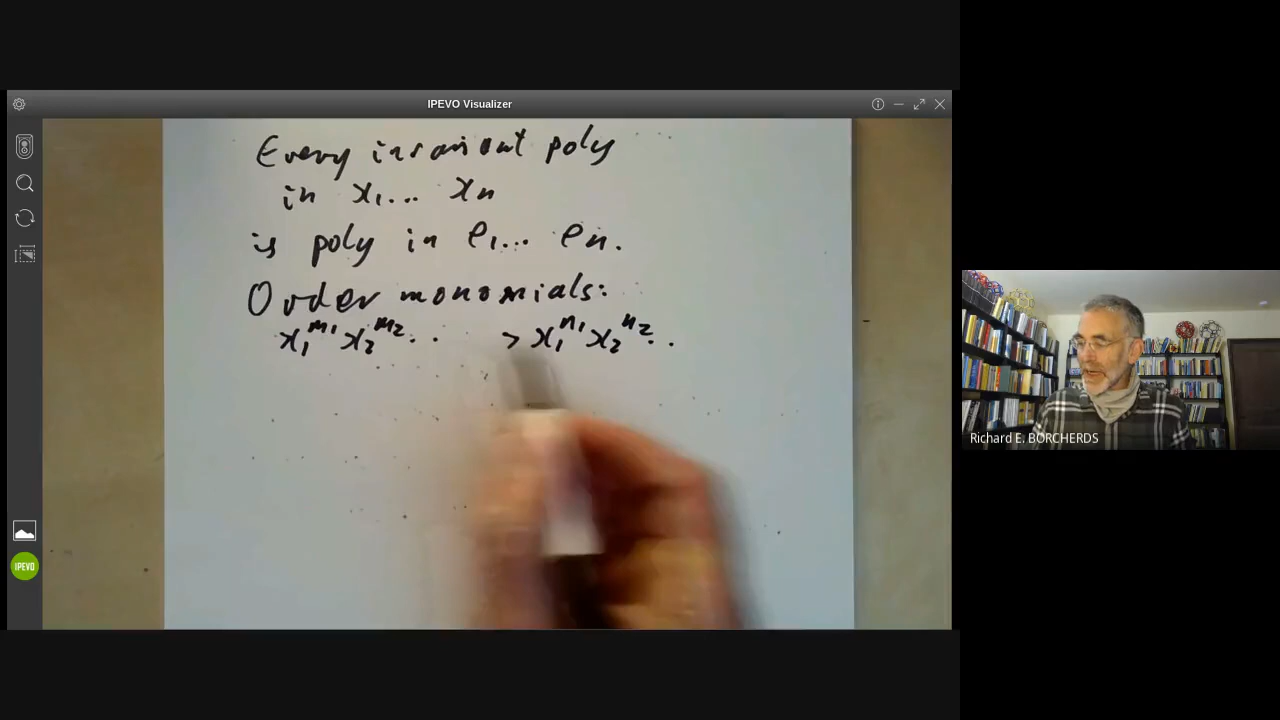 IPEVO Visualizer
Every invariant poly
in x₁... xₙ
is poly in e₁... eₙ.
Order monomials:
x₁^m₁ x₂^m₂.. > x₁^n₁ x₂^n₂..
Richard E. BORCHERDS
IPEVO